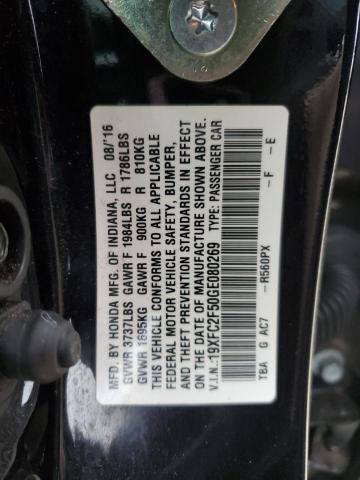 MFD. BY HONDA MFG. OF INDIANA, LLC 08/'16
GVWR 3737LBS GAWR F 1984LBS R 1786LBS
GVWR 1895KG GAWR F 900KG R 810KG
THIS VEHICLE CONFORMS TO ALL APPLICABLE
FEDERAL MOTOR VEHICLE SAFETY, BUMPER,
AND THEFT PREVENTION STANDARDS IN EFFECT
ON THE DATE OF MANUFACTURE SHOWN ABOVE.
V.I.N.:19XFC2F50GE080269 TYPE: PASSENGER CAR
TBA G AC7 -R560PX -F -E